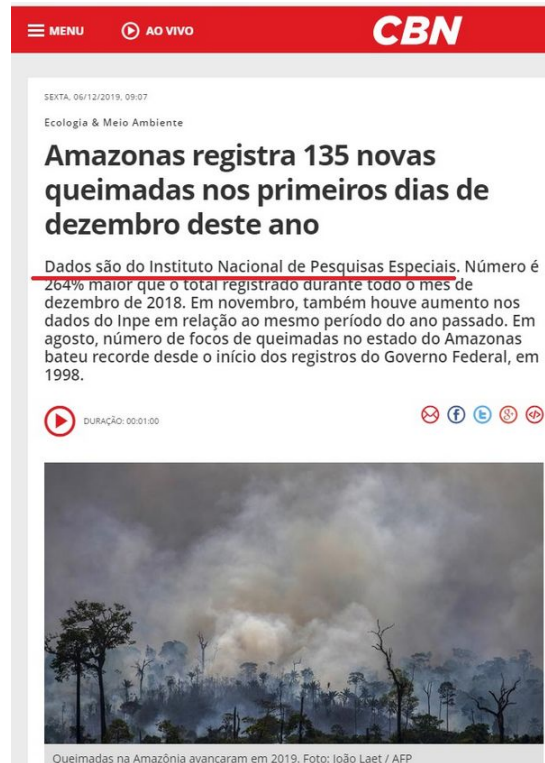 MENU
AO VIVO
CBN
SEXTA, 06/12/2019, 09:07
Ecologia & Meio Ambiente
Amazonas registra 135 novas
queimadas nos primeiros dias de
dezembro deste ano
Dados são do Instituto Nacional de Pesquisas Especiais. Número é
264% maior que o total registrado durante todo o mês de
dezembro de 2018. Em novembro, também houve aumento nos
dados do Inpe em relação ao mesmo período do ano passado. Em
agosto, número de focos de queimadas no estado do Amazonas
bateu recorde desde o início dos registros do Governo Federal, em
1998.
DURAÇÃO: 00:01:00
Queimadas na Amazônia avançaram em 2019. Foto: João Laet / AFP